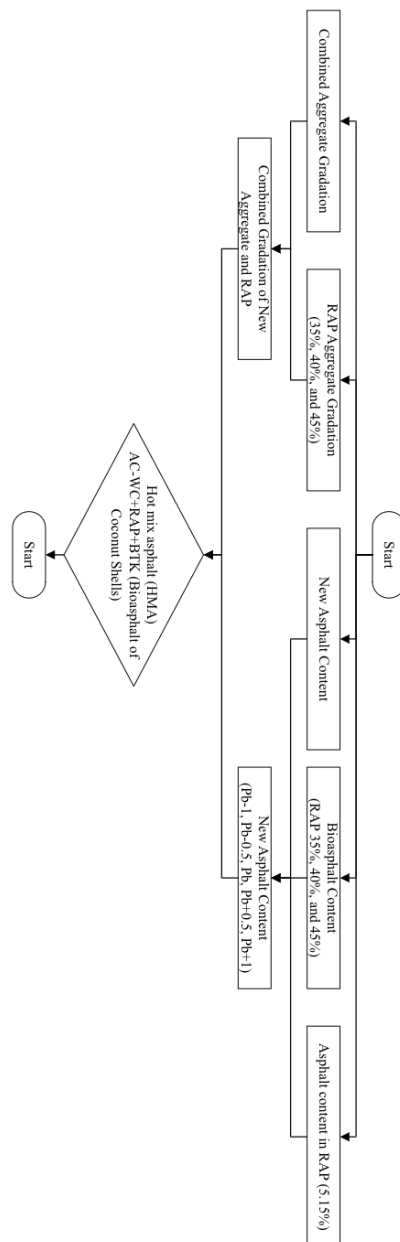 Start
Combined Aggregate Gradation
RAP Aggregate Gradation
(35%, 40%, and 45%)
New Asphalt Content
Bioasphalt Content
(RAP 35%, 40%, and 45%)
Asphalt content in RAP (5.15%)
Combined Gradation of New
Aggregate and RAP
New Asphalt Content
(Pb-1, Pb-0.5, Pb, Pb+0.5, Pb+1)
Hot mix asphalt (HMA)
AC-WC+RAP+BTK (Bioasphalt of
Coconut Shells)
Start